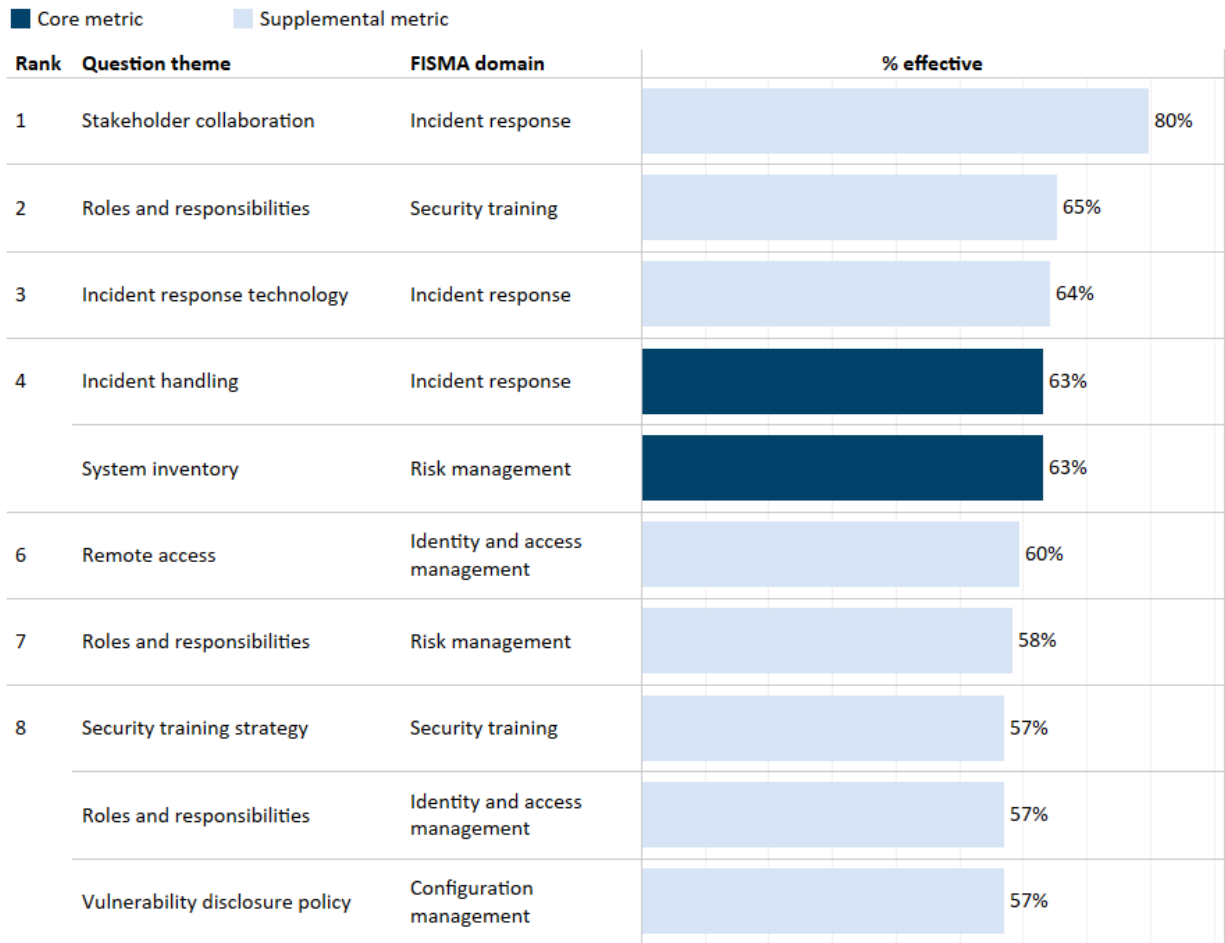 Core metric Supplemental metric
Rank Question theme FISMA domain % effective
1 Stakeholder collaboration Incident response 80%
2 Roles and responsibilities Security training 65%
3 Incident response technology Incident response 64%
4 Incident handling Incident response 63%
System inventory Risk management 63%
6 Remote access Identity and access
management 60%
7 Roles and responsibilities Risk management 58%
8 Security training strategy Security training 57%
Roles and responsibilities Identity and access
management 57%
Vulnerability disclosure policy Configuration
management 57%